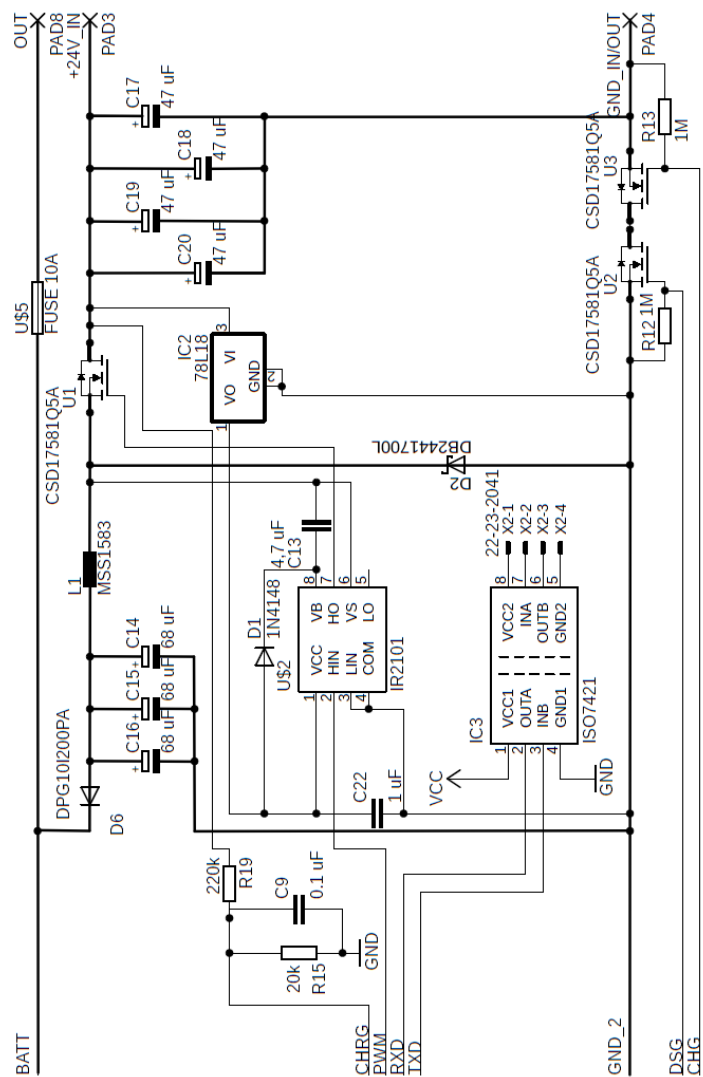 OUT
PAD8
+24V_IN
PAD3
GND_IN/OUT
PAD4
C17
47 uF
C18
47 uF
C19
47 uF
C20
47 uF
R13
1M
CSD17581Q5A
U3
CSD17581Q5A
U2
R12
1M
U$5
FUSE 10A
IC2
78L18
VI
VO
GND
3
1
2
CSD17581Q5A
U1
DB2441700L
D2
L1
MSS1583
4,7 uF
C13
D1
1N4148
U$2
IR2101
VCC
HIN
LIN
COM
VB
HO
VS
LO
1
2
3
4
8
7
6
5
22-23-2041
X2-1
X2-2
X2-3
X2-4
IC3
ISO7421
VCC1
OUTA
INB
GND1
VCC2
INA
OUTB
GND2
1
2
3
4
8
7
6
5
C14
68 uF
C15
68 uF
C16
68 uF
DPG10I200PA
D6
C22
1 uF
VCC
GND
220k
R19
C9
0.1 uF
20k
R15
GND
BATT
CHRG
PWM
RXD
TXD
GND_2
DSG
CHG
+
+
+
+
+
+
+